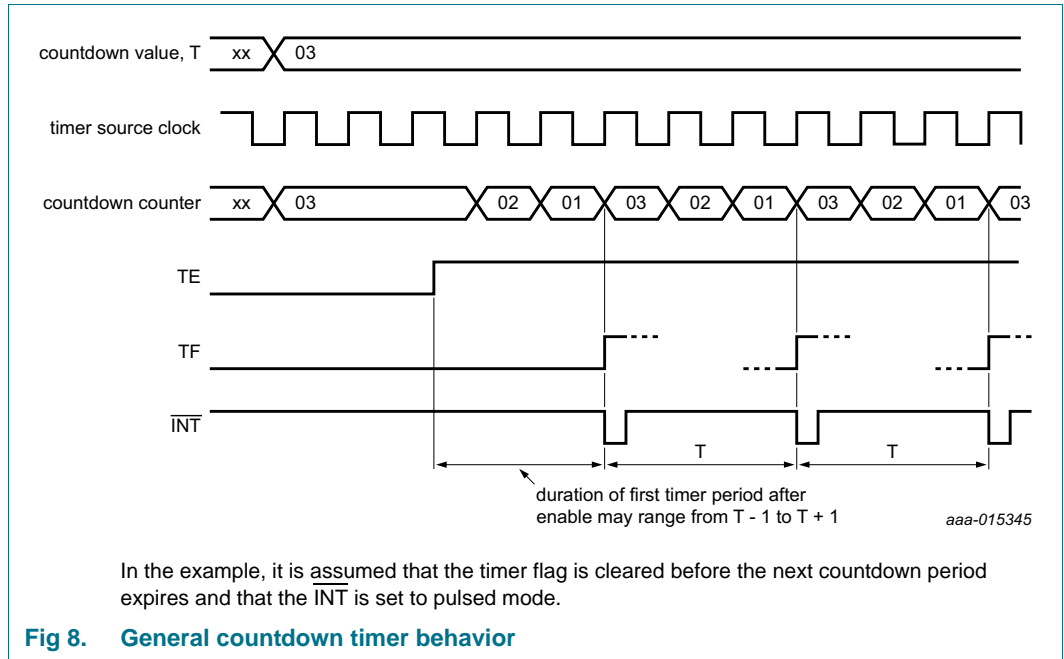 countdown value, T xx 03
timer source clock
countdown counter xx 03 02 01 03 02 01 03 02 01 03
TE
TF
INT
T T
duration of first timer period after
enable may range from T - 1 to T + 1
aaa-015345
In the example, it is assumed that the timer flag is cleared before the next countdown period
expires and that the INT is set to pulsed mode.
Fig 8. General countdown timer behavior